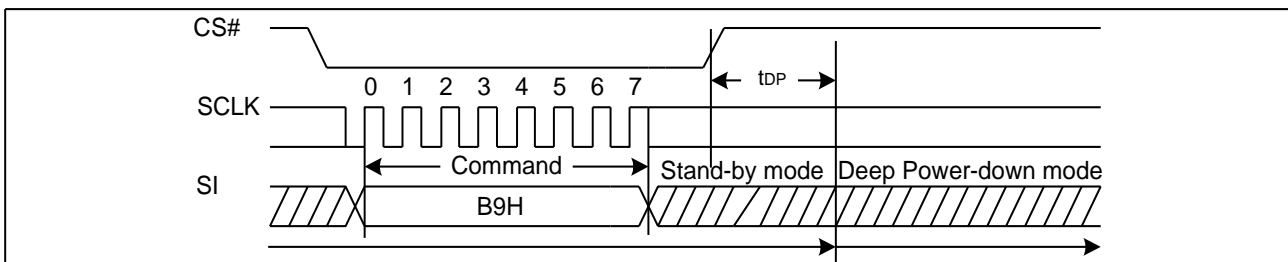 CS#
tDP
0 1 2 3 4 5 6 7
SCLK
Command
Stand-by mode Deep Power-down mode
SI
B9H